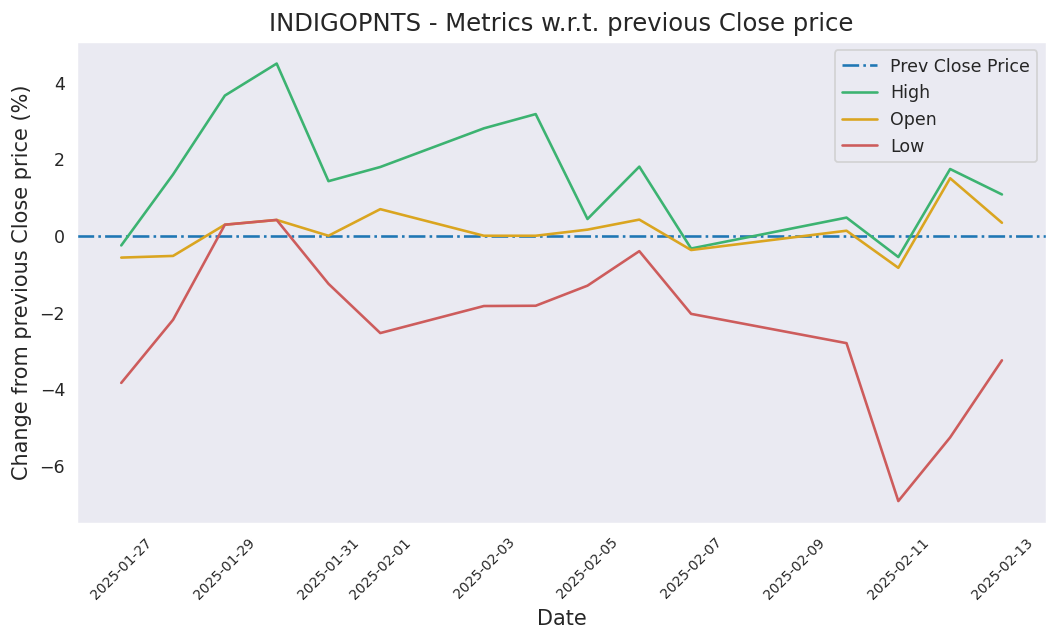 INDIGOPNTS - Metrics w.r.t. previous Close price
Change from previous Close price (%)
4
2
0
−2
−4
−6
Prev Close Price
High
Open
Low
2025-01-27
2025-01-29
2025-01-31
2025-02-01
2025-02-03
2025-02-05
2025-02-07
2025-02-09
2025-02-11
2025-02-13
Date